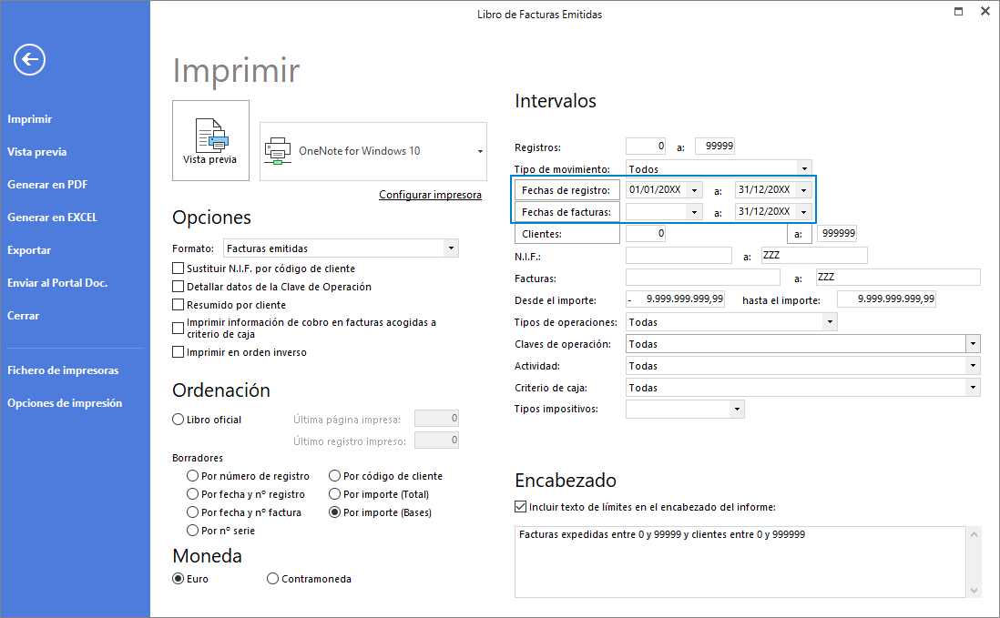 Libro de Facturas Emitidas
Imprimir
Vista previa
Generar en PDF
Generar en EXCEL
Exportar
Enviar al Portal Doc.
Cerrar
Fichero de impresoras
Opciones de impresión
Imprimir
Vista previa
OneNote for Windows 10
Configurar impresora
Opciones
Formato: Facturas emitidas
Sustituir N.I.F. por código de cliente
Detallar datos de la Clave de Operación
Resumido por cliente
Imprimir información de cobro en facturas acogidas a
criterio de caja
Imprimir en orden inverso
Ordenación
Libro oficial Última página impresa: 0
Último registro impreso: 0
Borradores
Por número de registro Por código de cliente
Por fecha y nº registro Por importe (Total)
Por fecha y nº factura Por importe (Bases)
Por nº serie
Moneda
Euro Contramoneda
Intervalos
Registros: 0 a: 99999
Tipo de movimiento: Todos
Fechas de registro: 01/01/20XX a: 31/12/20XX
Fechas de facturas: a: 31/12/20XX
Clientes: 0 a: 999999
N.I.F.: a: ZZZ
Facturas: a: ZZZ
Desde el importe: - 9.999.999.999,99 hasta el importe: 9.999.999.999,99
Tipos de operaciones: Todas
Claves de operación: Todas
Actividad: Todas
Criterio de caja: Todas
Tipos impositivos:
Encabezado
Incluir texto de límites en el encabezado del informe:
Facturas expedidas entre 0 y 99999 y clientes entre 0 y 999999